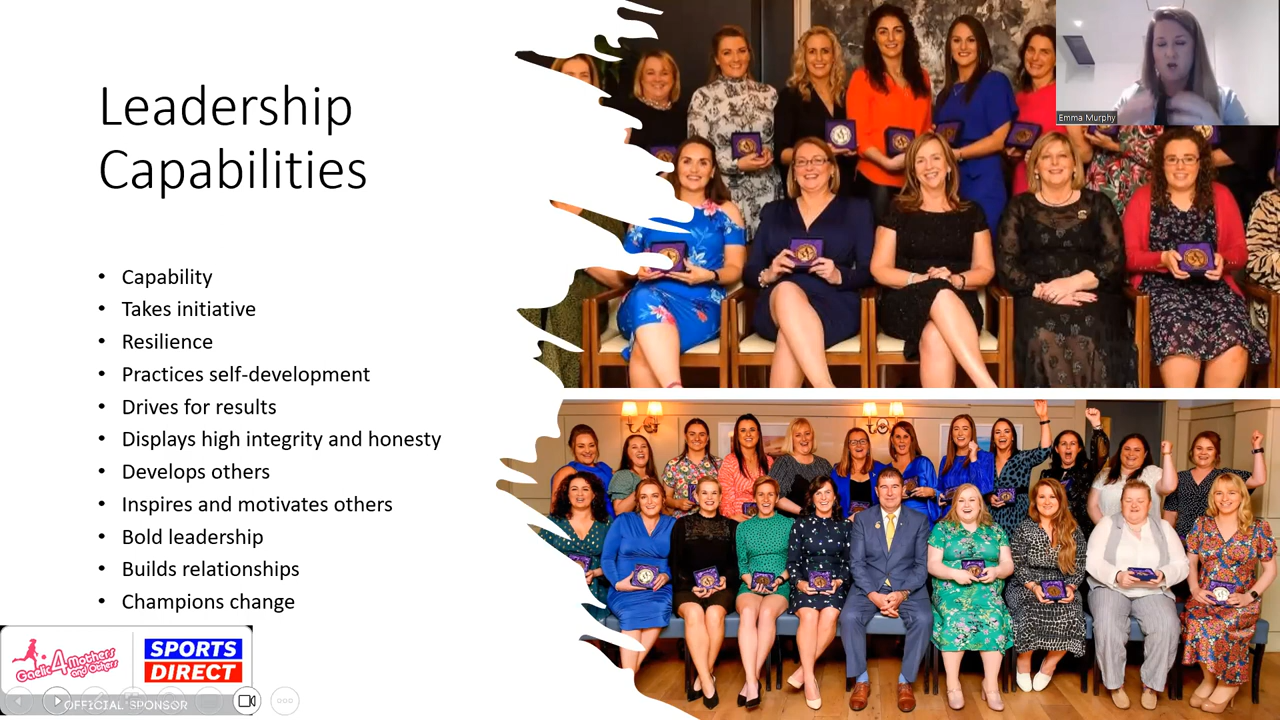 Leadership
Capabilities
• Capability
• Takes initiative
• Resilience
• Practices self-development
• Drives for results
• Displays high integrity and honesty
• Develops others
• Inspires and motivates others
• Bold leadership
• Builds relationships
• Champions change
Gaelic4Mothers
and Others
SPORTS
DIRECT
OFFICIAL SPONSOR
Emma Murphy